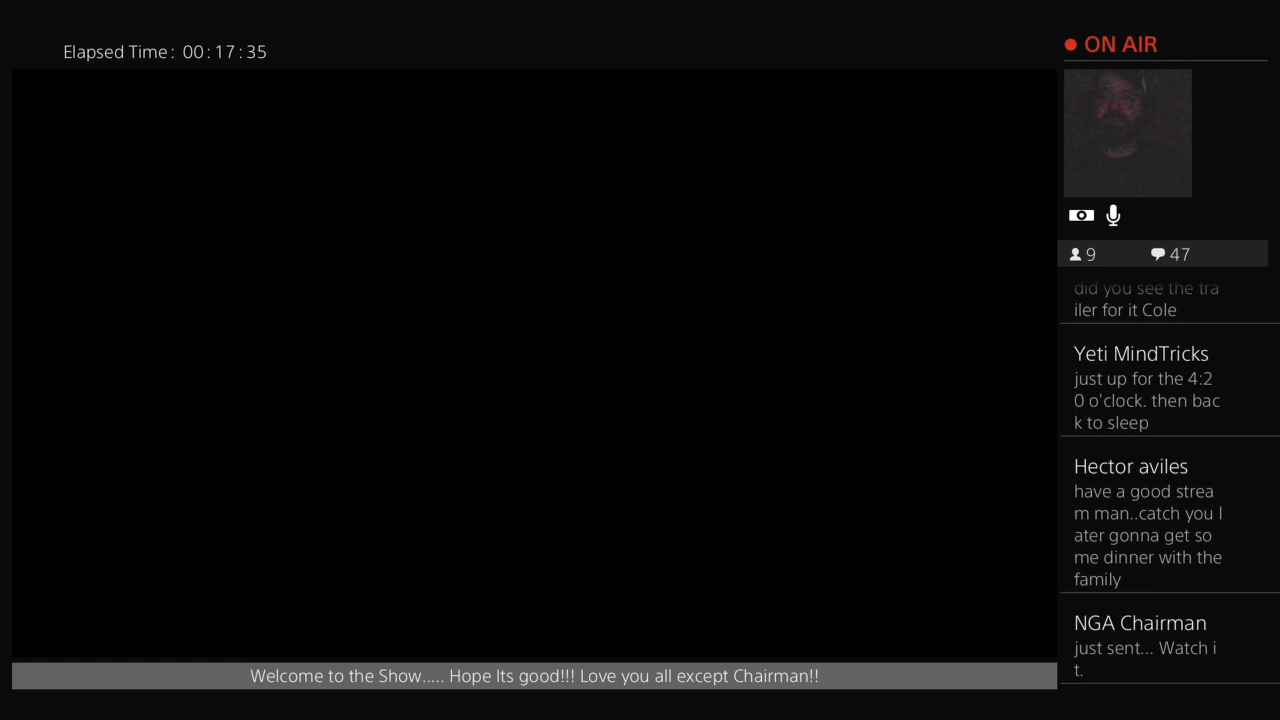 Elapsed Time: 00:17:35
ON AIR
9 47
did you see the tra
iler for it Cole
Yeti MindTricks
just up for the 4:2
0 o'clock. then bac
k to sleep
Hector aviles
have a good strea
m man..catch you l
ater gonna get so
me dinner with the
family
NGA Chairman
just sent... Watch i
t.
Welcome to the Show..... Hope Its good!!! Love you all except Chairman!!